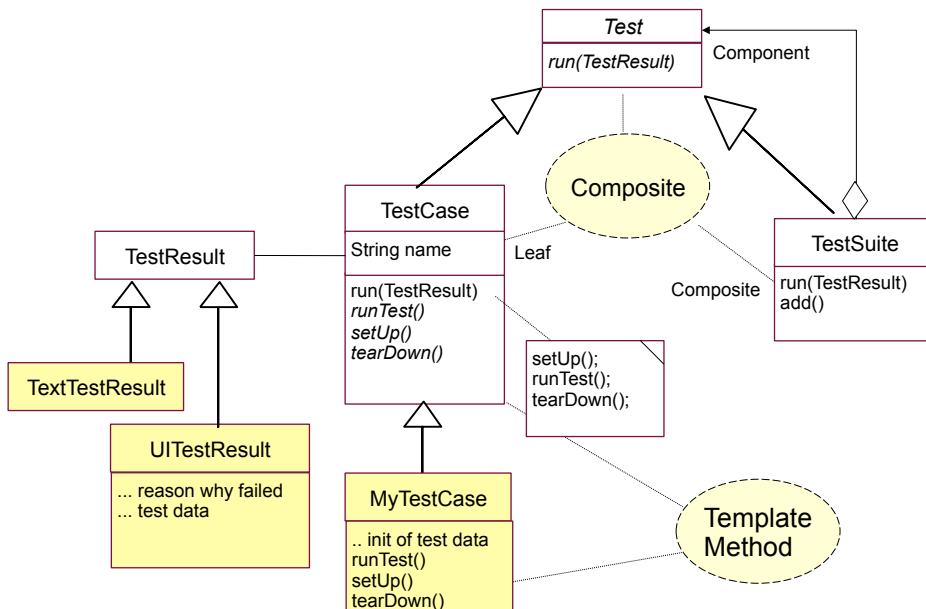 Test
run(TestResult)
Component
Composite
TestCase
String name
run(TestResult)
runTest()
setUp()
tearDown()
Leaf
TestResult
TestSuite
run(TestResult)
add()
Composite
setUp();
runTest();
tearDown();
TextTestResult
UITestResult
... reason why failed
... test data
MyTestCase
.. init of test data
runTest()
setUp()
tearDown()
Template
Method